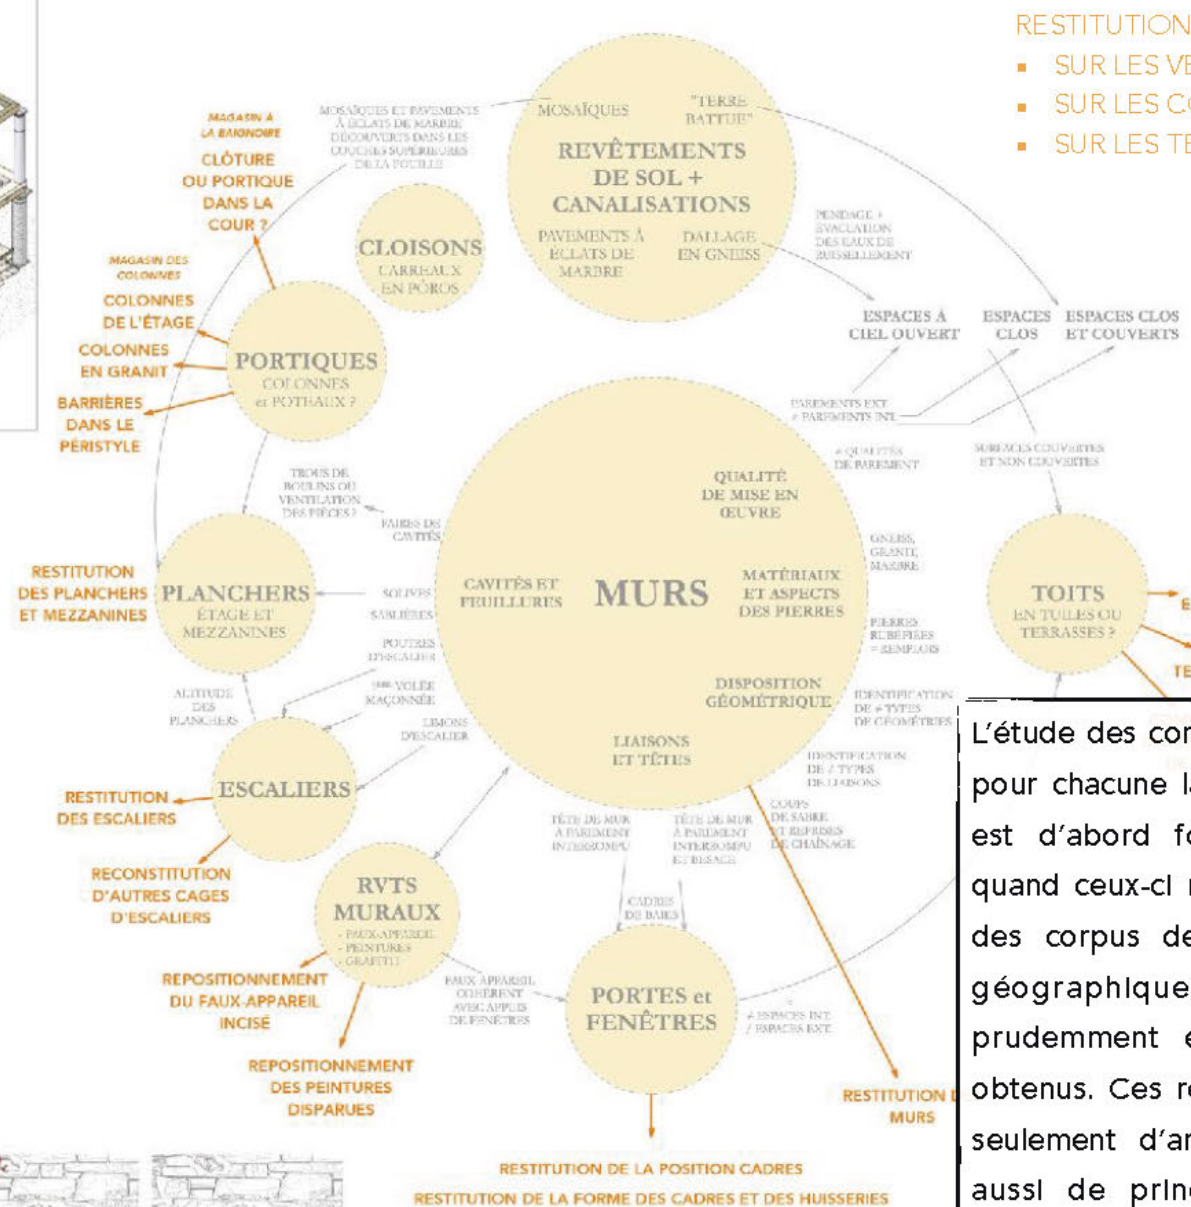 RESTITUTION
▪ SUR LES VE
▪ SUR LES CO
▪ SUR LES TE
MAGASIN À
LA BAIGNOIRE
CLÔTURE
OU PORTIQUE
DANS LA
COUR ?
MOSAÏQUES ET PAVEMENTS
À ÉCLATS DE MARBRE
DÉCOUVERTS DANS LES
COUCHES SUPÉRIEURES
DE LA FOUILLE
MOSAÏQUES
"TERRE
BATTUE"
REVÊTEMENTS
DE SOL +
CANALISATIONS
PAVEMENTS À
ÉCLATS DE
MARBRE
DALLAGE
EN GNEISS
CLOISONS
CARREAUX
EN PÔROS
PENDAGE +
ÉVACUATION
DES EAUX DE
RUISSELLEMENT
MAGASIN DES
COLONNES
COLONNES
DE L'ÉTAGE
COLONNES
EN GRANIT
BARRIÈRES
DANS LE
PÉRISTYLE
PORTIQUES
COLONNES
et POTEAUX ?
ESPACES À
CIEL OUVERT
ESPACES
CLOS
ESPACES CLOS
ET COUVERTS
PAREMENTS EXT.
≠ PAREMENTS INT.
≠ QUALITÉS
DE PAREMENT
SURFACES COUVERTES
ET NON COUVERTES
TROUS DE
BOULINS OU
VENTILATION
DES PIÈCES ?
PAIRES DE
CAVITÉS
QUALITÉ
DE MISE EN
ŒUVRE
GNEISS,
GRANIT,
MARBRE
RESTITUTION
DES PLANCHERS
ET MEZZANINES
PLANCHERS
ÉTAGE ET
MEZZANINES
SOLIVES
SABLIÈRES
CAVITÉS ET
FEUILLURES
MURS
MATÉRIAUX
ET ASPECTS
DES PIERRES
PIERRES
RUBÉFIÉES
= REMPLOIS
TOITS
EN TUILES OU
TERRASSES ?
E
TE
POUTRES
D'ESCALIER
1ÈRE VOLÉE
MAÇONNÉE
LIMONS
D'ESCALIER
ALTITUDE
DES
PLANCHERS
DISPOSITION
GÉOMÉTRIQUE
IDENTIFICATION
DE ≠ TYPES
DE GÉOMÉTRIES
LIAISONS
ET TÊTES
IDENTIFICATION
DE ≠ TYPES
DE LIAISONS
ESCALIERS
RESTITUTION
DES ESCALIERS
RECONSTITUTION
D'AUTRES CAGES
D'ESCALIERS
TÊTE DE MUR
À PAREMENT
INTERROMPU
TÊTE DE MUR
À PAREMENT
INTERROMPU
ET BESACE
COUPS
DE SABRE
ET REPRISES
DE CHAÎNAGE
CADRES
DE BAIES
RVTS
MURAUX
- FAUX-APPAREIL
- PEINTURES
- GRAFITTI
REPOSITIONNEMENT
DU FAUX-APPAREIL
INCISÉ
REPOSITIONNEMENT
DES PEINTURES
DISPARUES
FAUX APPAREIL
COHÉRENT
AVEC APPUIS
DE FENÊTRES
PORTES et
FENÊTRES
≠ ESPACES INT.
/ ESPACES EXT.
RESTITUTION D
MURS
RESTITUTION DE LA POSITION CADRES
RESTITUTION DE LA FORME DES CADRES ET DES HUISSERIES
L'étude des cor
pour chacune la
est d'abord fo
quand ceux-ci n
des corpus de
géographique
prudemment e
obtenus. Ces re
seulement d'ar
aussi de princ